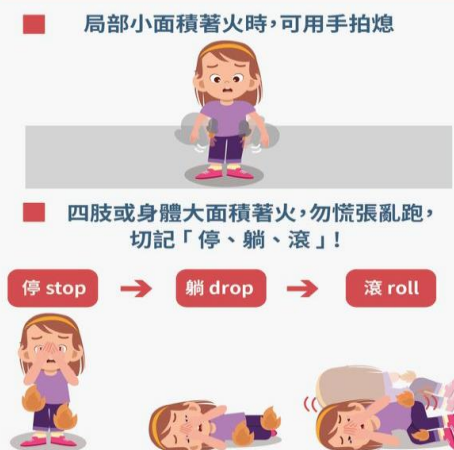 局部小面積著火時,可用手拍熄
四肢或身體大面積著火,勿慌張亂跑,
切記「停、躺、滾」!
停 stop → 躺 drop → 滾 roll